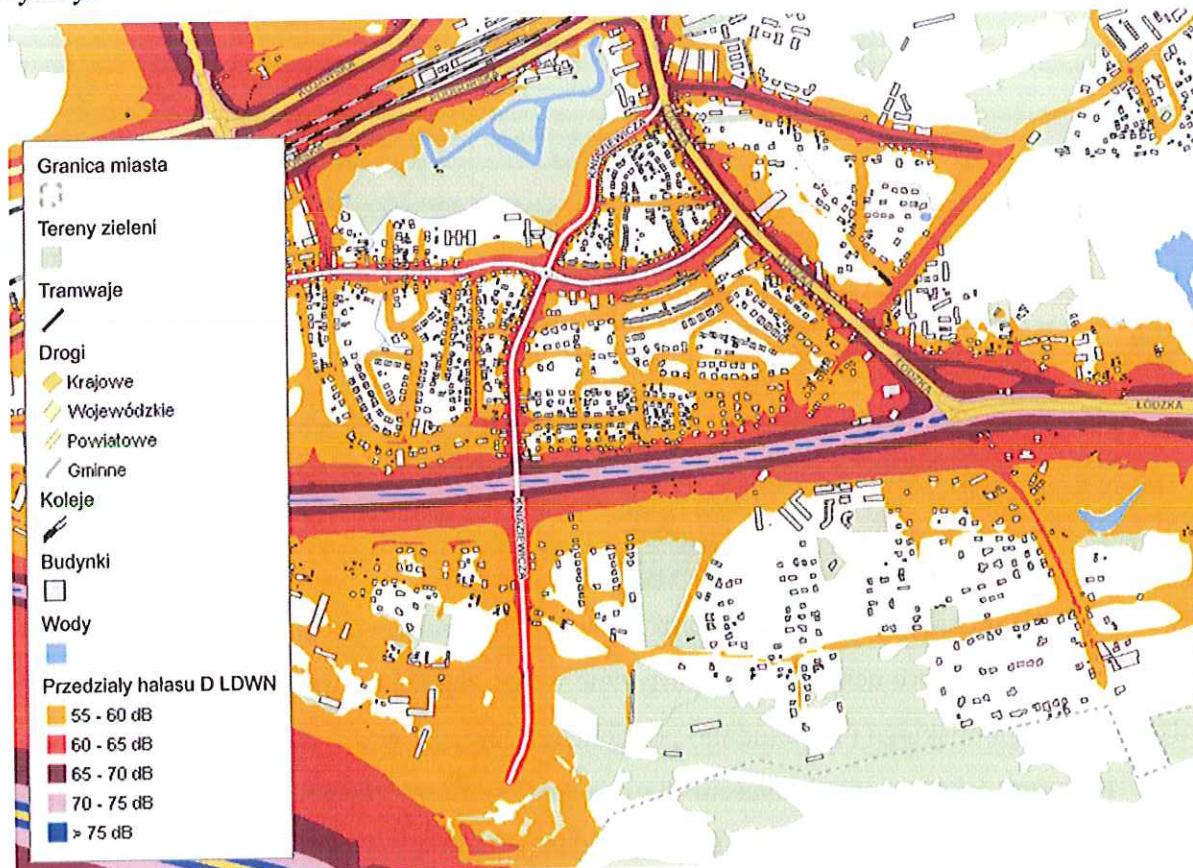 Granica miasta
Tereny zieleni
Tramwaje
Drogi
Krajowe
Wojewódzkie
Powiatowe
Gminne
Koleje
Budynki
Wody
Przedziały hałasu D LDWN
55 - 60 dB
60 - 65 dB
65 - 70 dB
70 - 75 dB
> 75 dB
KNIAZIEWICZA
ŁÓDZKA
ŁÓDZKA
KNIAZIEWICZA